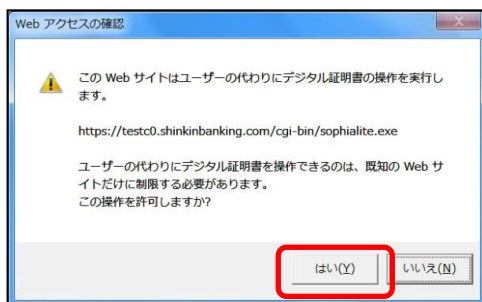 Web アクセスの確認
この Web サイトはユーザーの代わりにデジタル証明書の操作を実行し
ます。
https://testc0.shinkinbanking.com/cgi-bin/sophialite.exe
ユーザーの代わりにデジタル証明書を操作できるのは、既知の Web サ
イトだけに制限する必要があります。
この操作を許可しますか?
はい(Y) いいえ(N)